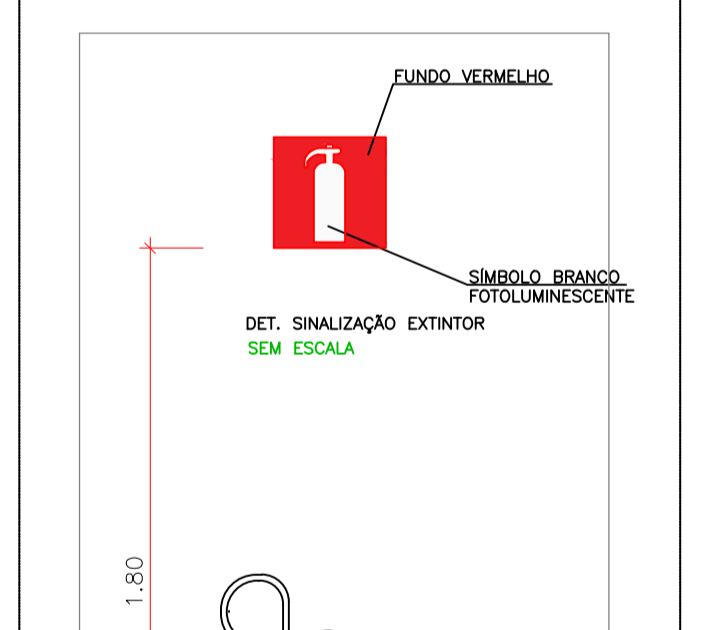 FUNDO VERMELHO
SÍMBOLO BRANCO
FOTOLUMINESCENTE
DET. SINALIZAÇÃO EXTINTOR
SEM ESCALA
1.80